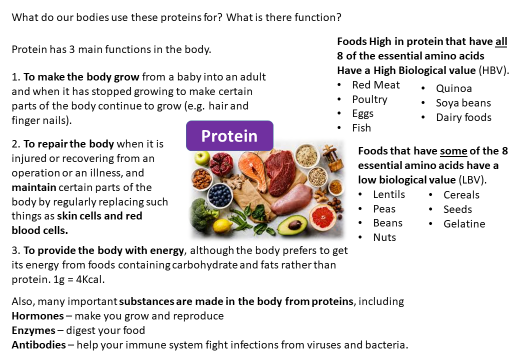 What do our bodies use these proteins for? What is there function?
Protein has 3 main functions in the body.
1. To make the body grow from a baby into an adult
and when it has stopped growing to make certain
parts of the body continue to grow (e.g. hair and
finger nails).
2. To repair the body when it is
injured or recovering from an
operation or an illness, and
maintain certain parts of the
body by regularly replacing such
things as skin cells and red
blood cells.
Protein
3. To provide the body with energy, although the body prefers to get
its energy from foods containing carbohydrate and fats rather than
protein. 1g = 4Kcal.
Also, many important substances are made in the body from proteins, including
Hormones – make you grow and reproduce
Enzymes – digest your food
Antibodies – help your immune system fight infections from viruses and bacteria.
Foods High in protein that have all
8 of the essential amino acids
Have a High Biological value (HBV).
• Red Meat
• Poultry
• Eggs
• Fish
• Quinoa
• Soya beans
• Dairy foods
Foods that have some of the 8
essential amino acids have a
low biological value (LBV).
• Lentils
• Peas
• Beans
• Nuts
• Cereals
• Seeds
• Gelatine